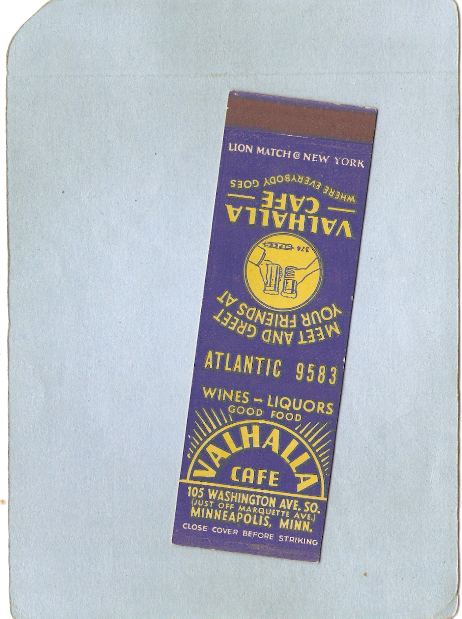 LION MATCH © NEW YORK
WHERE EVERYBODY GOES
VALHALLA
CAFE
MEET AND GREET
YOUR FRIENDS AT
ATLANTIC 9583
WINES - LIQUORS
GOOD FOOD
VALHALLA
CAFE
105 WASHINGTON AVE. SO.
(JUST OFF MARQUETTE AVE.)
MINNEAPOLIS, MINN.
CLOSE COVER BEFORE STRIKING